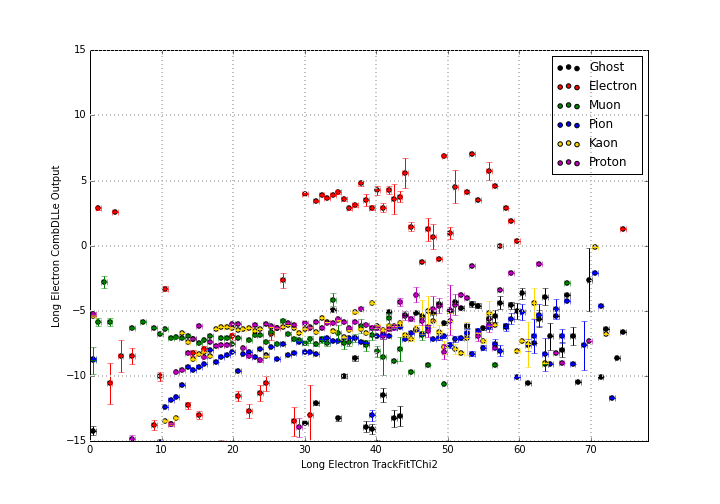 15
10
5
0
−5
−10
−15
Long Electron CombDLLe Output
0
10
20
30
40
50
60
70
Long Electron TrackFitTChi2
Ghost
Electron
Muon
Pion
Kaon
Proton